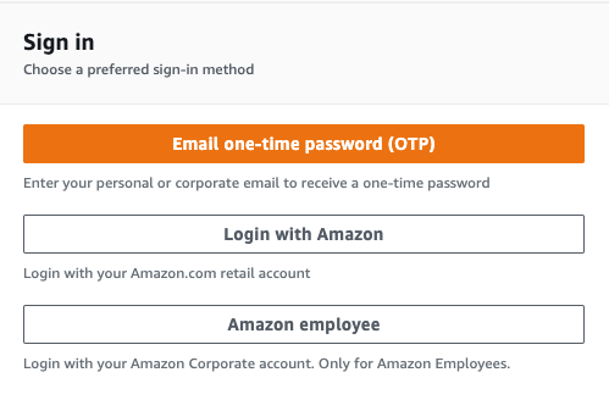 Sign in
Choose a preferred sign-in method
Email one-time password (OTP)
Enter your personal or corporate email to receive a one-time password
Login with Amazon
Login with your Amazon.com retail account
Amazon employee
Login with your Amazon Corporate account. Only for Amazon Employees.